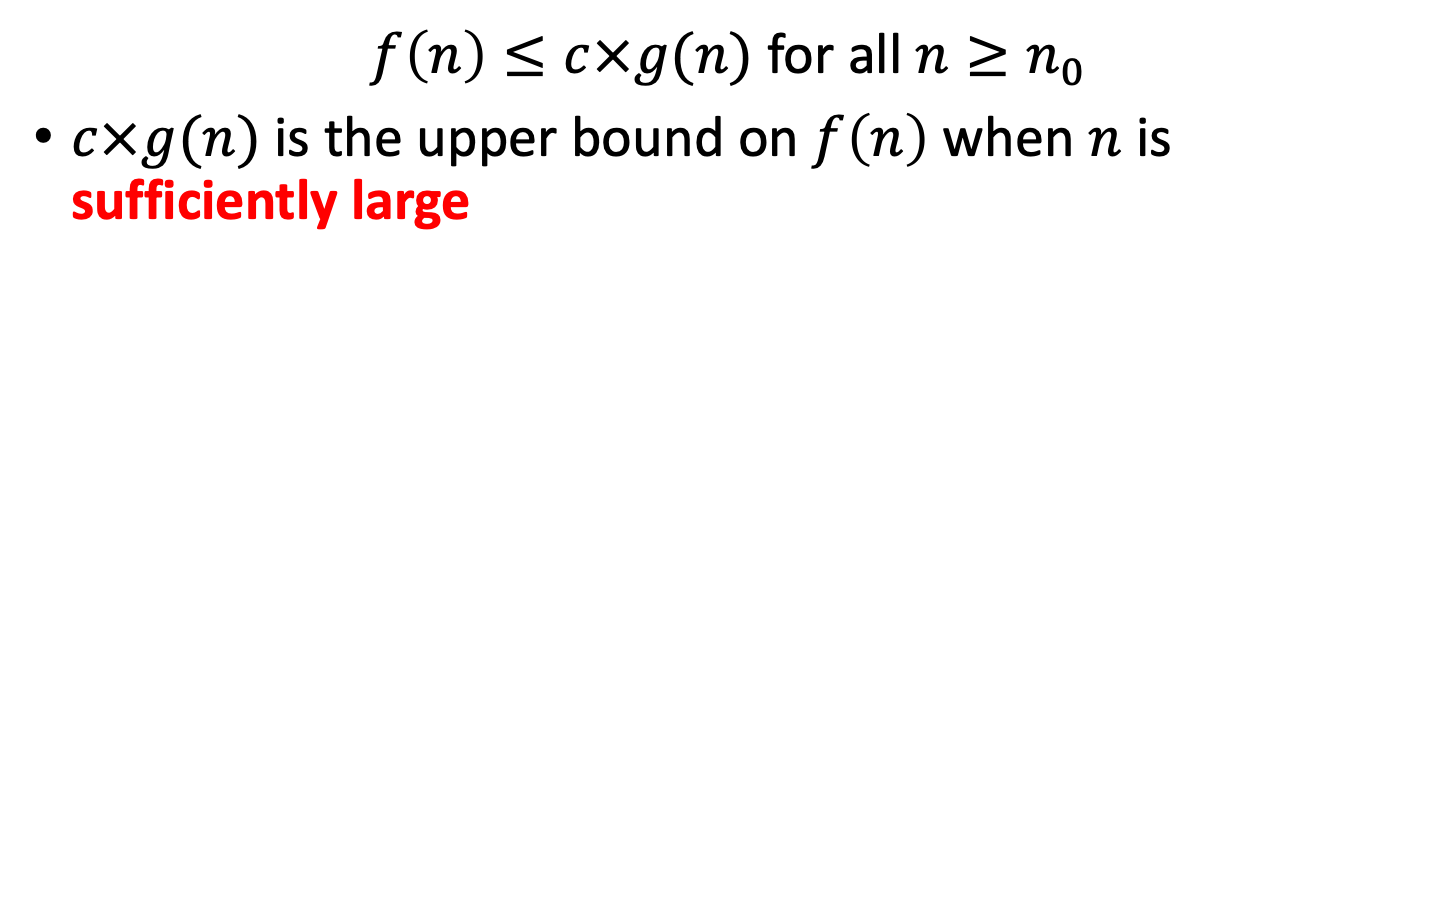 f(n) ≤ c×g(n) for all n ≥ n₀
• c×g(n) is the upper bound on f(n) when n is
sufficiently large